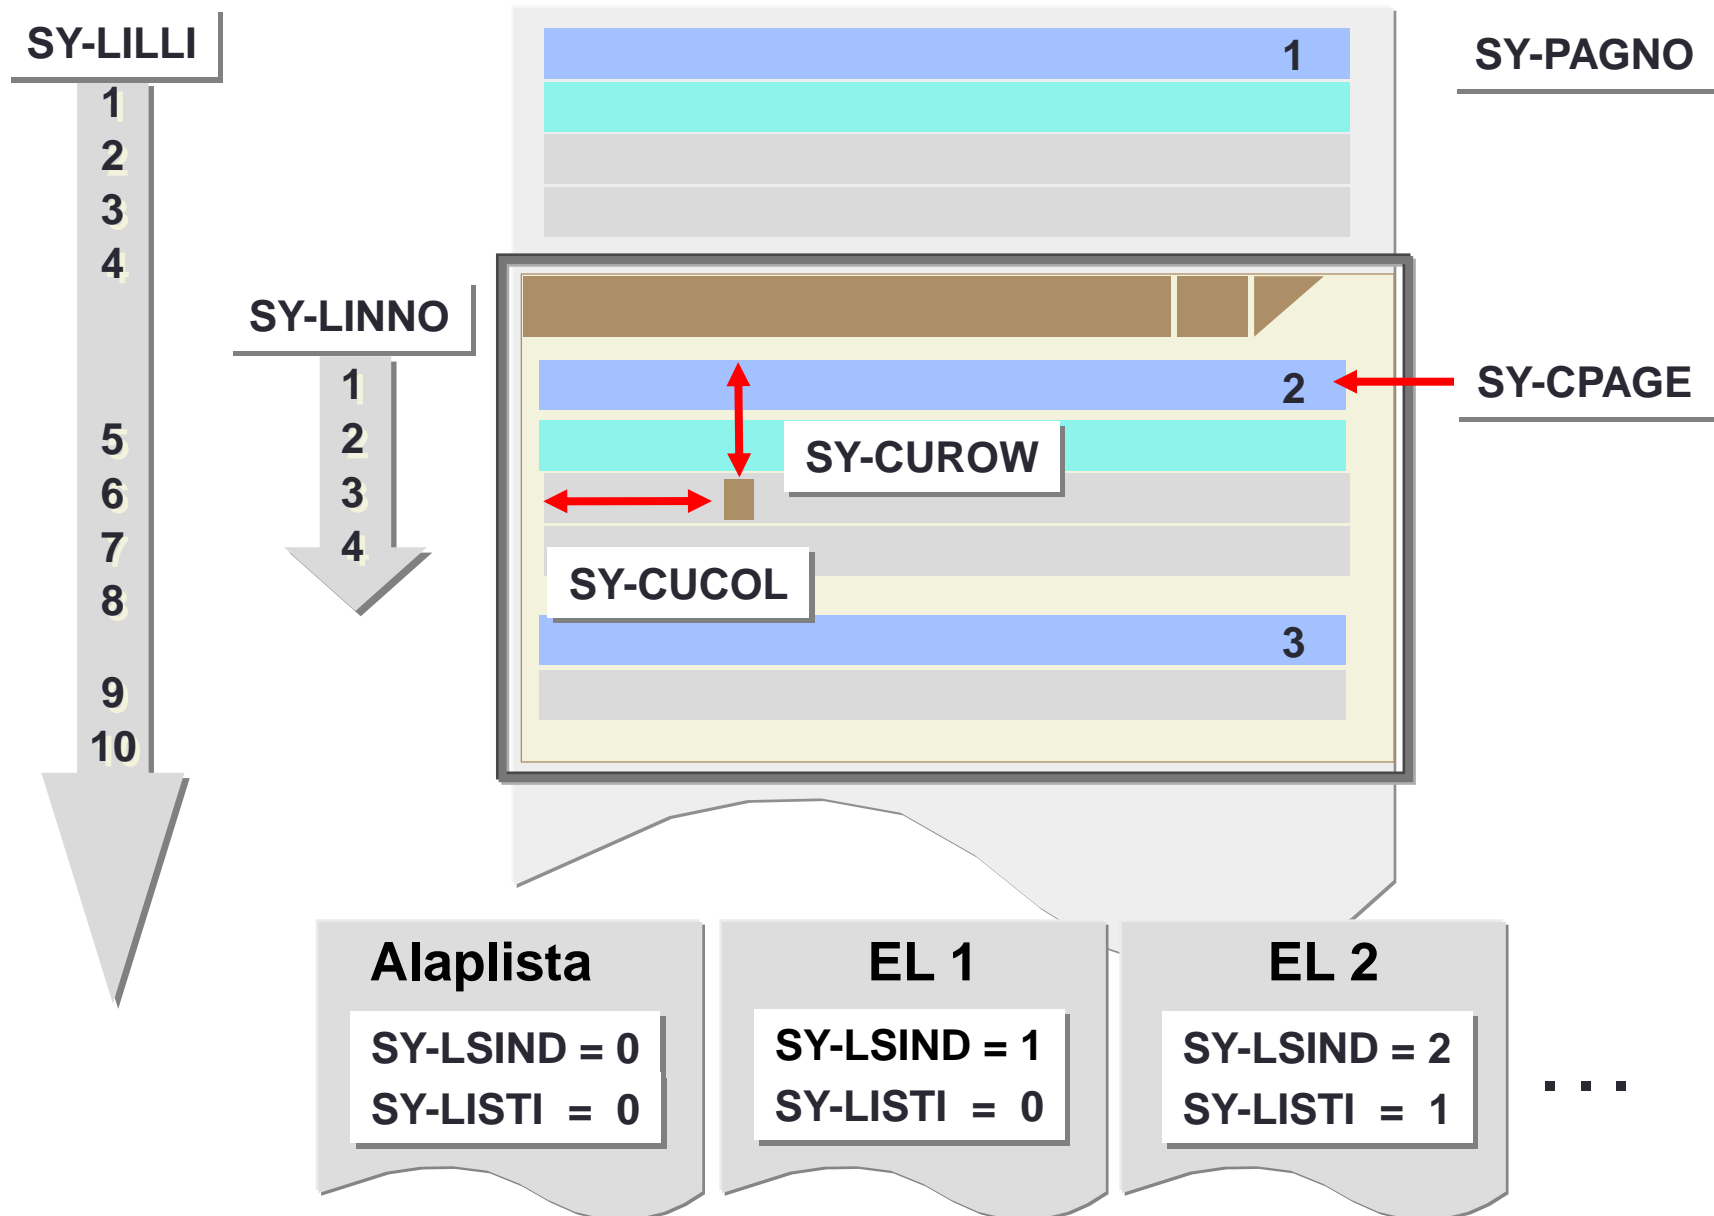 SY-LILLI
1
2
3
4
5
6
7
8
9
10
SY-LINNO
1
2
3
4
1
SY-PAGNO
2
SY-CPAGE
SY-CUROW
SY-CUCOL
3
Alaplista
SY-LSIND = 0
SY-LISTI = 0
EL 1
SY-LSIND = 1
SY-LISTI = 0
EL 2
SY-LSIND = 2
SY-LISTI = 1
...